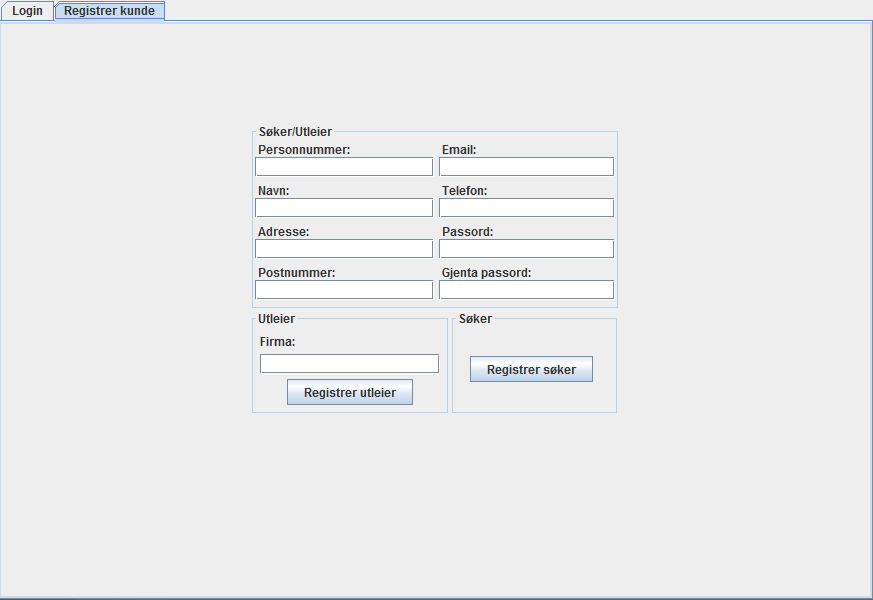 Login Registrer kunde
Søker/Utleier
Personnummer: Email:
Navn: Telefon:
Adresse: Passord:
Postnummer: Gjenta passord:
Utleier Søker
Firma:
Registrer søker
Registrer utleier